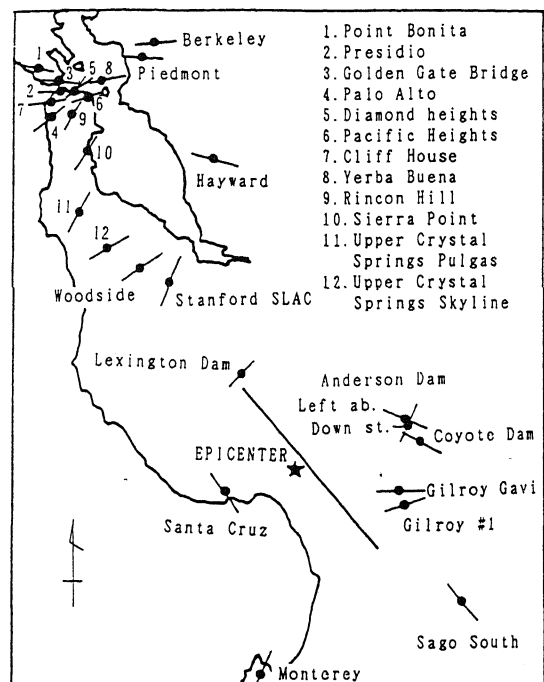 Berkeley
Piedmont
1
2
3
5
8
7
6
4
9
10
Hayward
11
12
Woodside
Stanford SLAC
1. Point Bonita
2. Presidio
3. Golden Gate Bridge
4. Palo Alto
5. Diamond heights
6. Pacific Heights
7. Cliff House
8. Yerba Buena
9. Rincon Hill
10. Sierra Point
11. Upper Crystal
Springs Pulgas
12. Upper Crystal
Springs Skyline
Lexington Dam
Anderson Dam
Left ab.
Down st.
Coyote Dam
EPICENTER
Gilroy Gavi
Gilroy #1
Santa Cruz
Sago South
Monterey